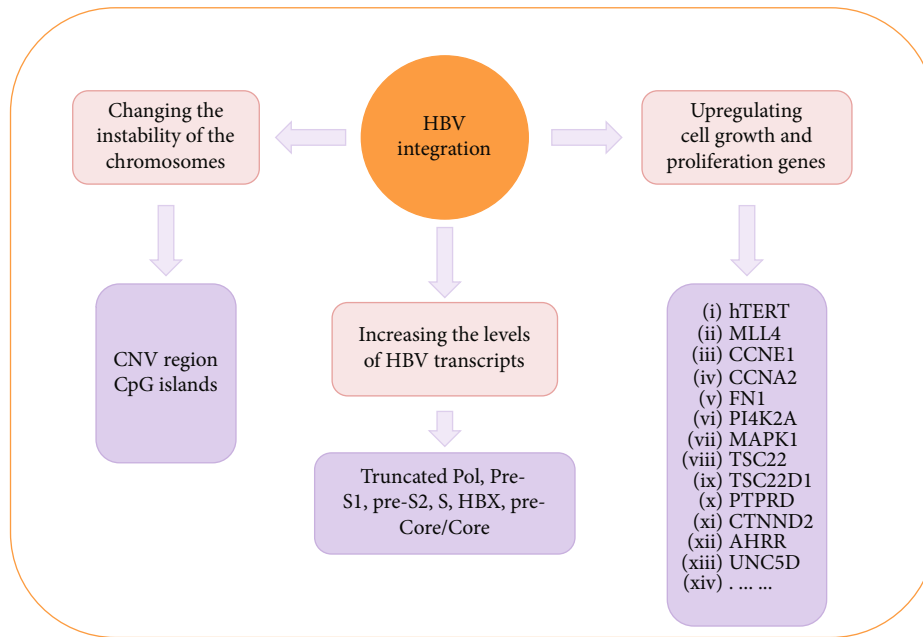 Changing the
instability of the
chromosomes
HBV
integration
Upregulating
cell growth and
proliferation genes
CNV region
CpG islands
Increasing the levels
of HBV transcripts
Truncated Pol, Pre-
S1, pre-S2, S, HBX, pre-
Core/Core
(i) hTERT
(ii) MLL4
(iii) CCNE1
(iv) CCNA2
(v) FN1
(vi) PI4K2A
(vii) MAPK1
(viii) TSC22
(ix) TSC22D1
(x) PTPRD
(xi) CTNND2
(xii) AHRR
(xiii) UNC5D
(xiv) . ... ...